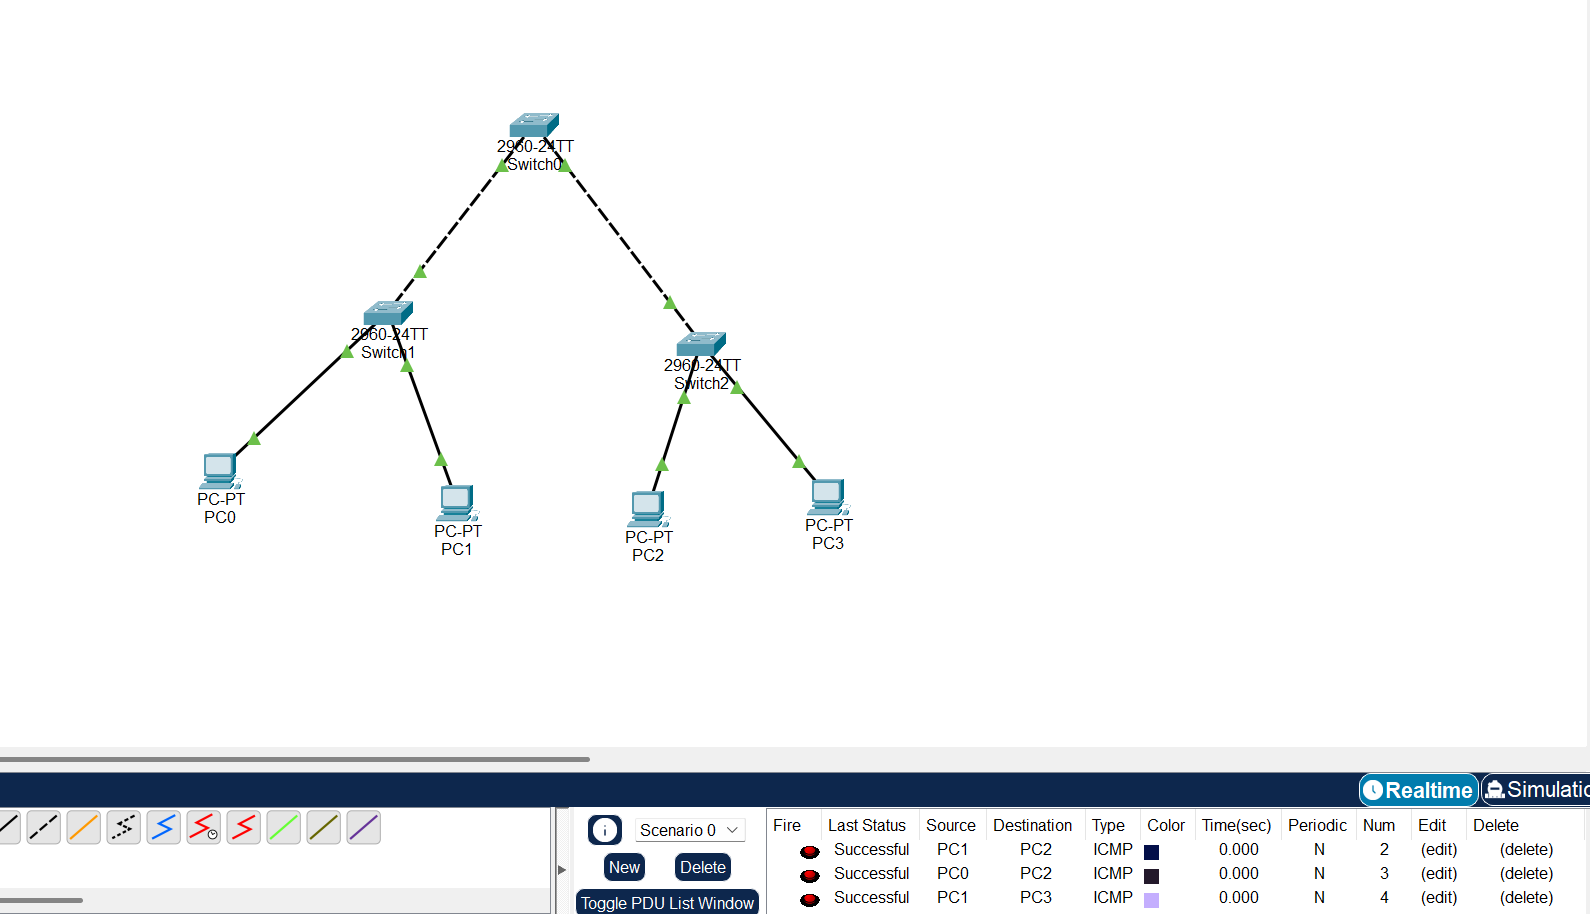 2960-24TT
Switch0
2960-24TT
Switch1
2960-24TT
Switch2
PC-PT
PC0
PC-PT
PC1
PC-PT
PC2
PC-PT
PC3
Realtime
Simulatio
Scenario 0
New
Delete
Toggle PDU List Window
Fire Last Status Source Destination Type Color Time(sec) Periodic Num Edit Delete
Successful PC1 PC2 ICMP 0.000 N 2 (edit) (delete)
Successful PC0 PC2 ICMP 0.000 N 3 (edit) (delete)
Successful PC1 PC3 ICMP 0.000 N 4 (edit) (delete)